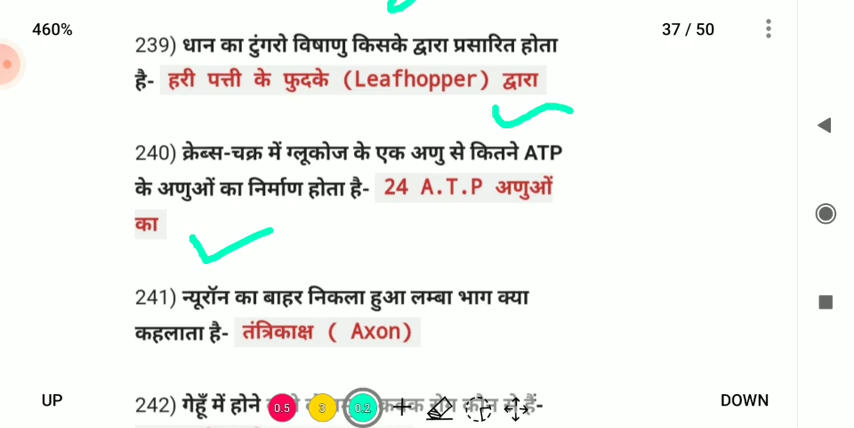 460%
37 / 50
239) धान का टुंगरो विषाणु किसके द्वारा प्रसारित होता
है- हरी पत्ती के फुदके (Leafhopper) द्वारा
240) क्रेब्स-चक्र में ग्लूकोज के एक अणु से कितने ATP
के अणुओं का निर्माण होता है- 24 A.T.P अणुओं
का
241) न्यूरॉन का बाहर निकला हुआ लम्बा भाग क्या
कहलाता है- तंत्रिकाक्ष ( Axon)
UP
242) गेहूँ में होने रोग कौन से हैं-
0.5 3 0.2
DOWN